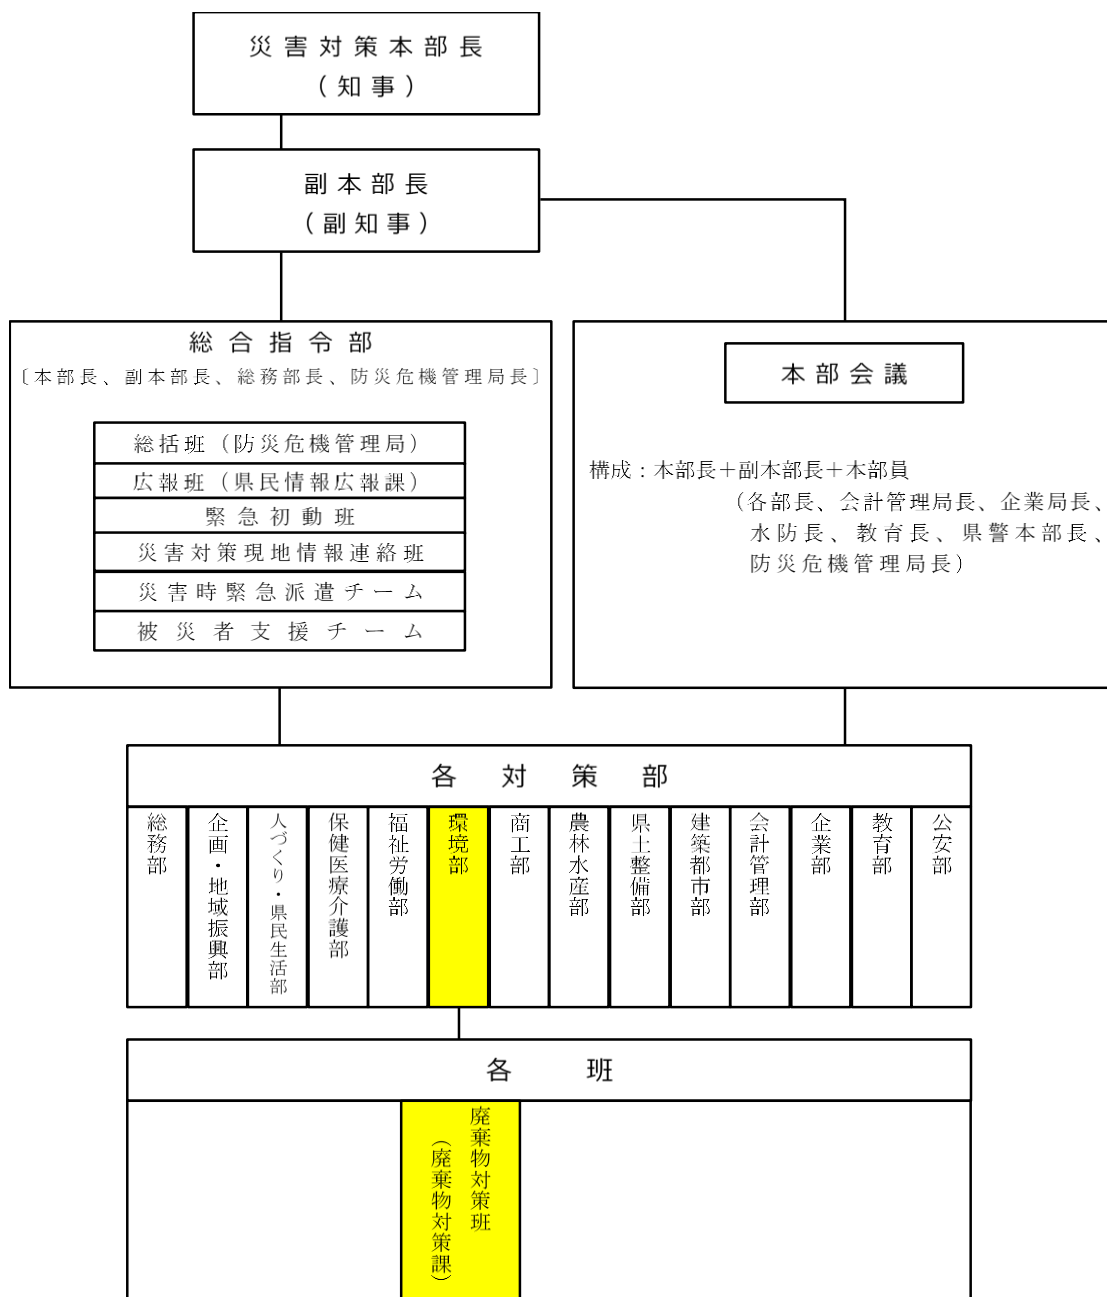 災害対策本部長
（知事）
副本部長
（副知事）
総合指令部
〔本部長、副本部長、総務部長、防災危機管理局長〕
総括班（防災危機管理局）
広報班（県民情報広報課）
緊急初動班
災害対策現地情報連絡班
災害時緊急派遣チーム
被災者支援チーム
本部会議
構成：本部長＋副本部長＋本部員
（各部長、会計管理局長、企業局長、
水防長、教育長、県警本部長、
防災危機管理局長）
各対策部
総務部
企画・地域振興部
人づくり・県民生活部
保健医療介護部
福祉労働部
環境部
商工部
農林水産部
県土整備部
建築都市部
会計管理部
企業部
教育部
公安部
各班
廃棄物対策班
（廃棄物対策課）